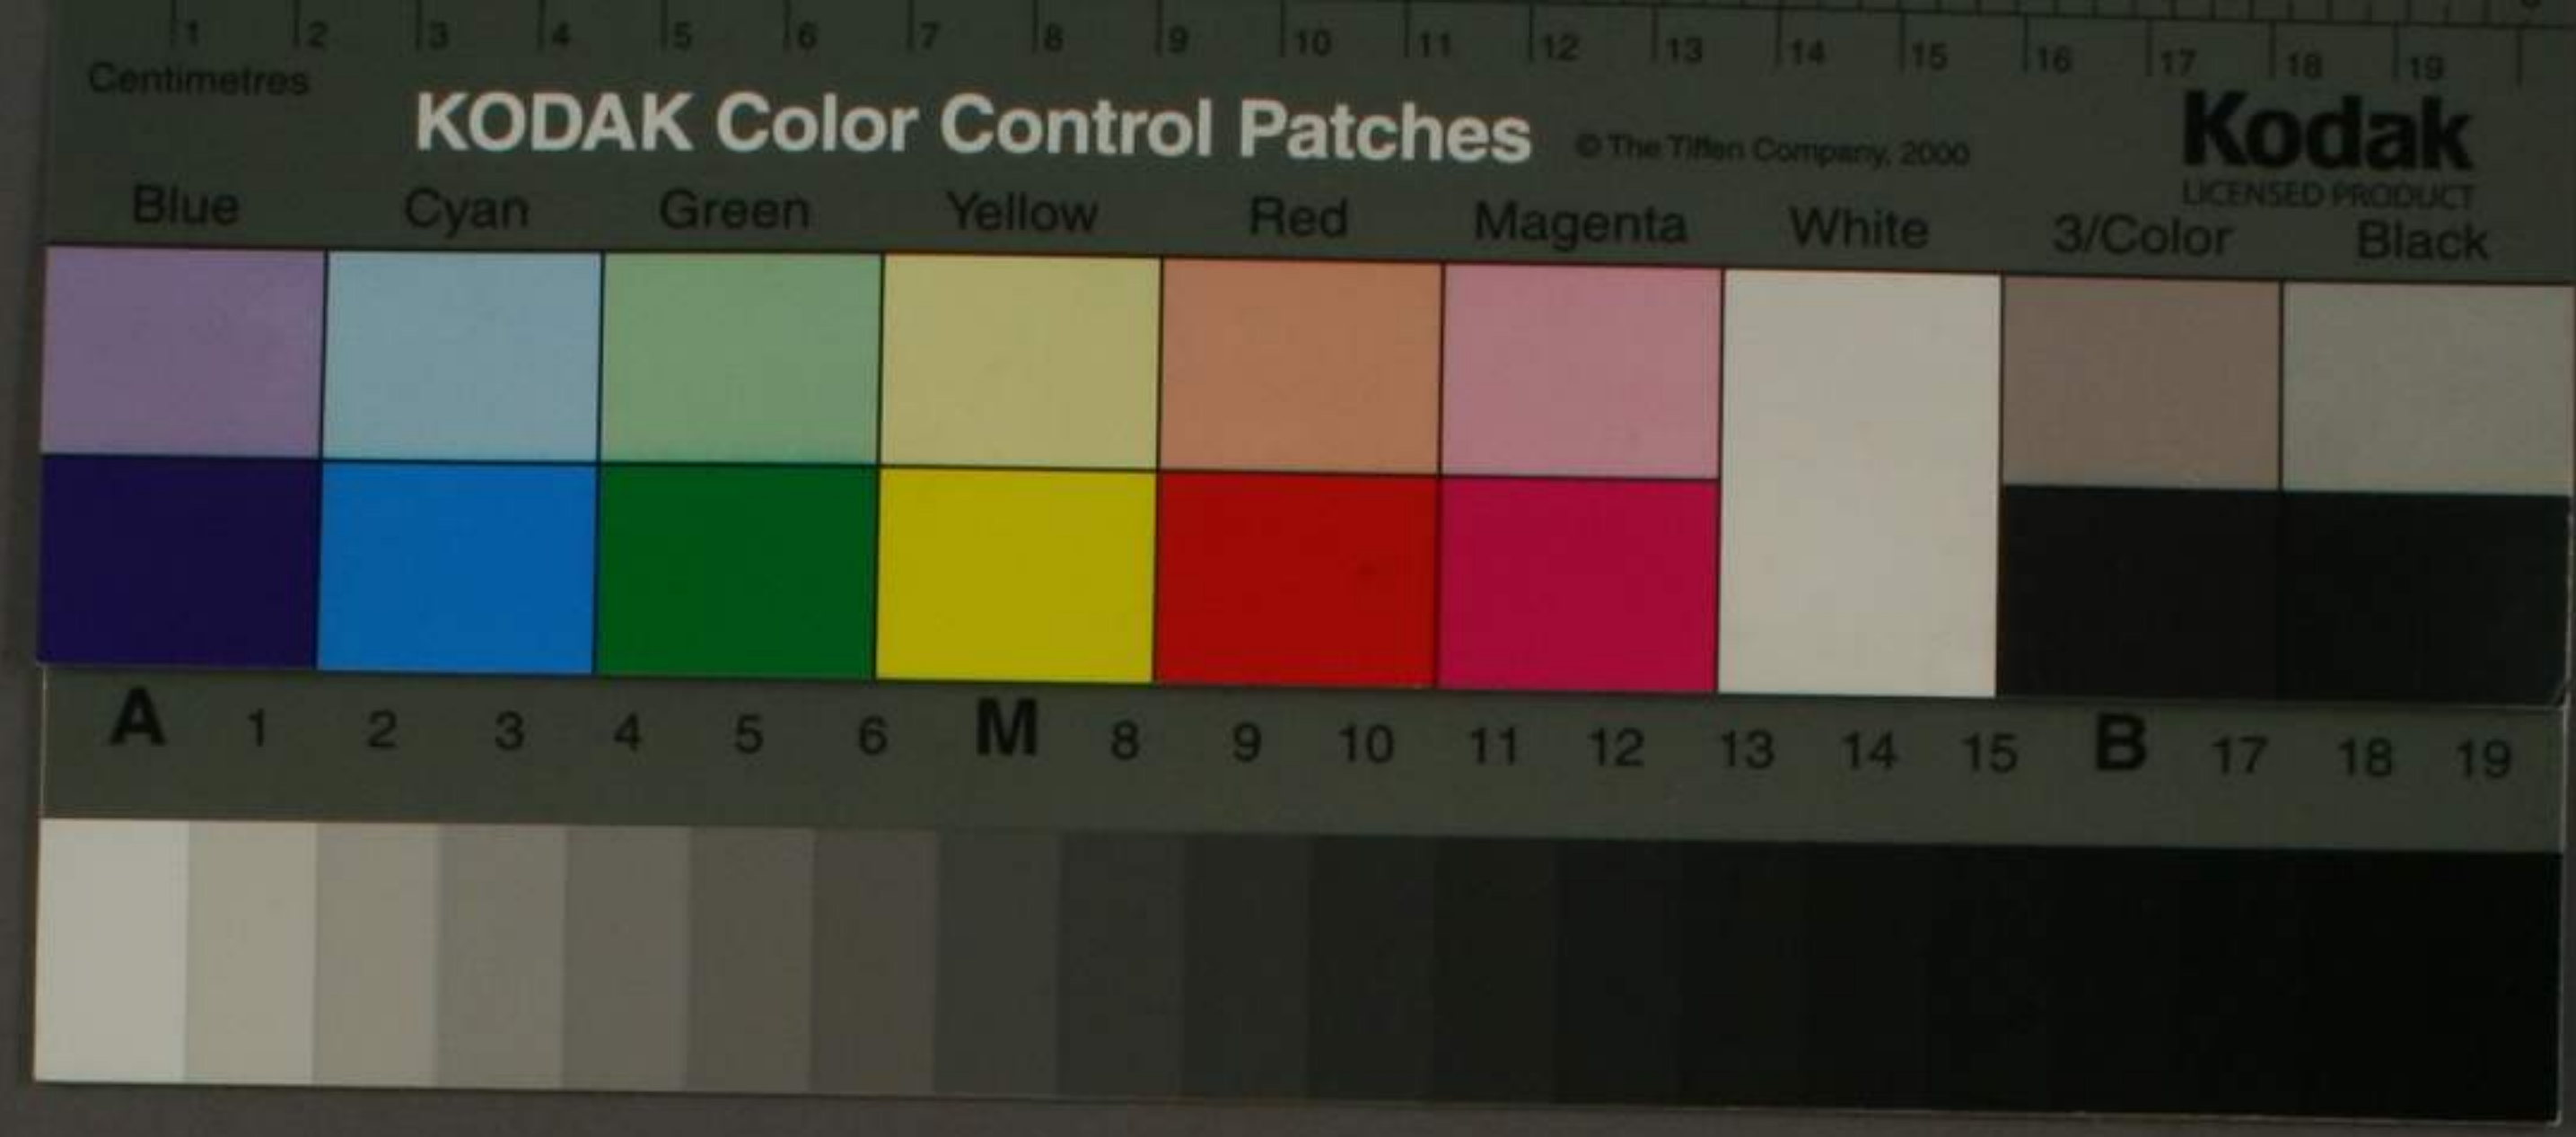 1 2 3 4 5 6 7 8 9 10 11 12 13 14 15 16 17 18 19
Centimetres
KODAK Color Control Patches © The Tiffen Company, 2000 Kodak
LICENSED PRODUCT
Blue Cyan Green Yellow Red Magenta White 3/Color Black
A 1 2 3 4 5 6 M 8 9 10 11 12 13 14 15 B 17 18 19